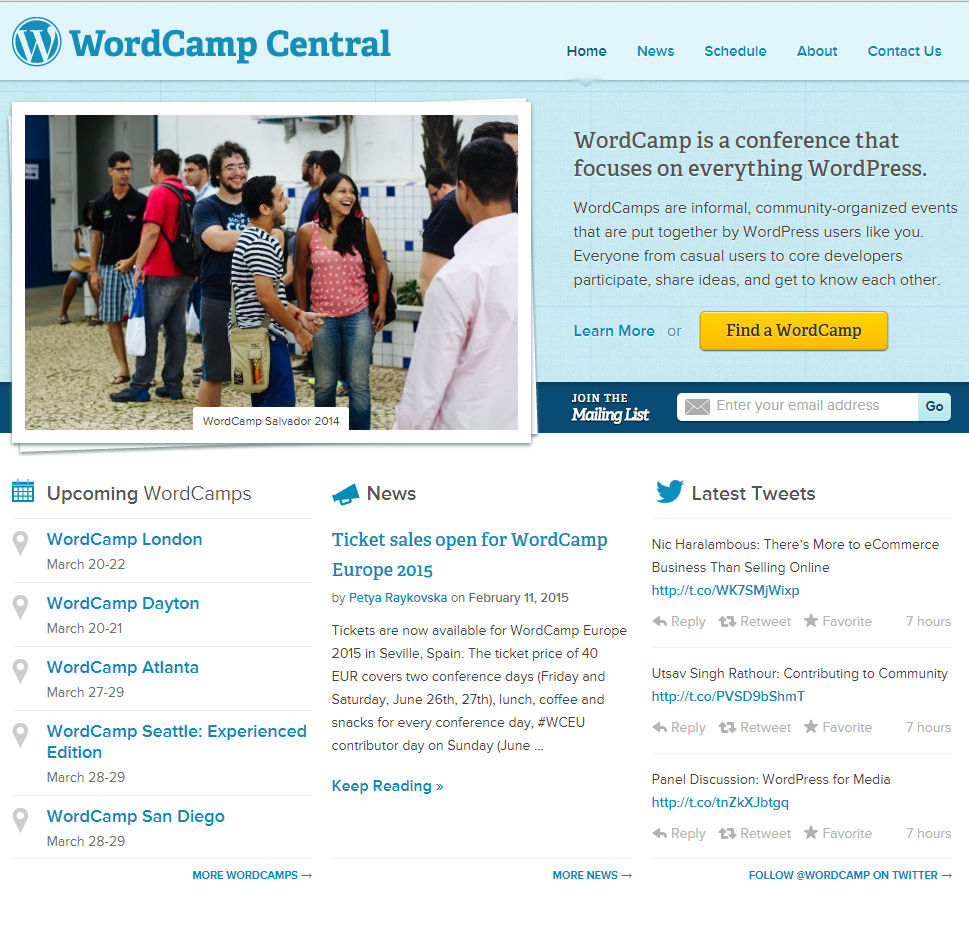 WordCamp Central
Home News Schedule About Contact Us
WordCamp is a conference that
focuses on everything WordPress.
WordCamps are informal, community-organized events
that are put together by WordPress users like you.
Everyone from casual users to core developers
participate, share ideas, and get to know each other.
Learn More or Find a WordCamp
WordCamp Salvador 2014
JOIN THE
Mailing List
Enter your email address Go
Upcoming WordCamps
WordCamp London
March 20-22
WordCamp Dayton
March 20-21
WordCamp Atlanta
March 27-29
WordCamp Seattle: Experienced
Edition
March 28-29
WordCamp San Diego
March 28-29
MORE WORDCAMPS →
News
Ticket sales open for WordCamp
Europe 2015
by Petya Raykovska on February 11, 2015
Tickets are now available for WordCamp Europe
2015 in Seville, Spain. The ticket price of 40
EUR covers two conference days (Friday and
Saturday, June 26th, 27th), lunch, coffee and
snacks for every conference day, #WCEU
contributor day on Sunday (June ...
Keep Reading »
MORE NEWS →
Latest Tweets
Nic Haralambous: There's More to eCommerce
Business Than Selling Online
http://t.co/WK7SMjWixp
Reply Retweet Favorite 7 hours
Utsav Singh Rathour: Contributing to Community
http://t.co/PVSD9bShmT
Reply Retweet Favorite 7 hours
Panel Discussion: WordPress for Media
http://t.co/tnZkXJbtgq
Reply Retweet Favorite 7 hours
FOLLOW @WORDCAMP ON TWITTER →